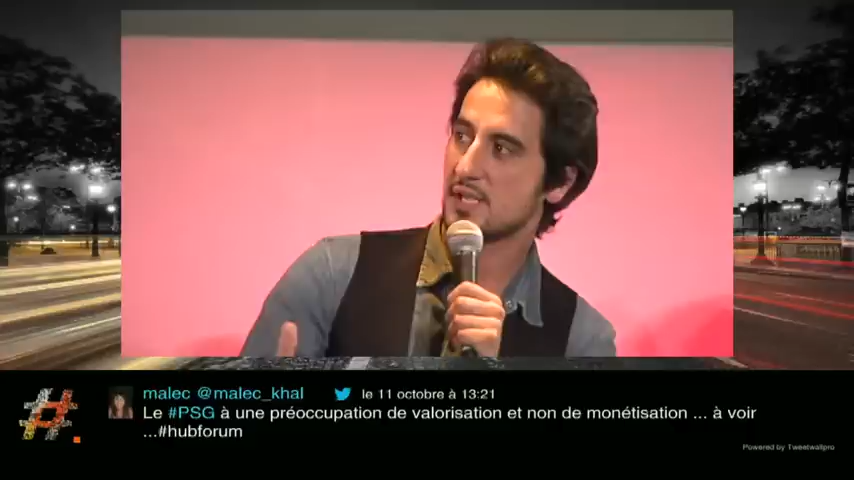 malec @malec_khal le 11 octobre à 13:21
Le #PSG à une préoccupation de valorisation et non de monétisation ... à voir
...#hubforum
Powered by Tweetwallpro